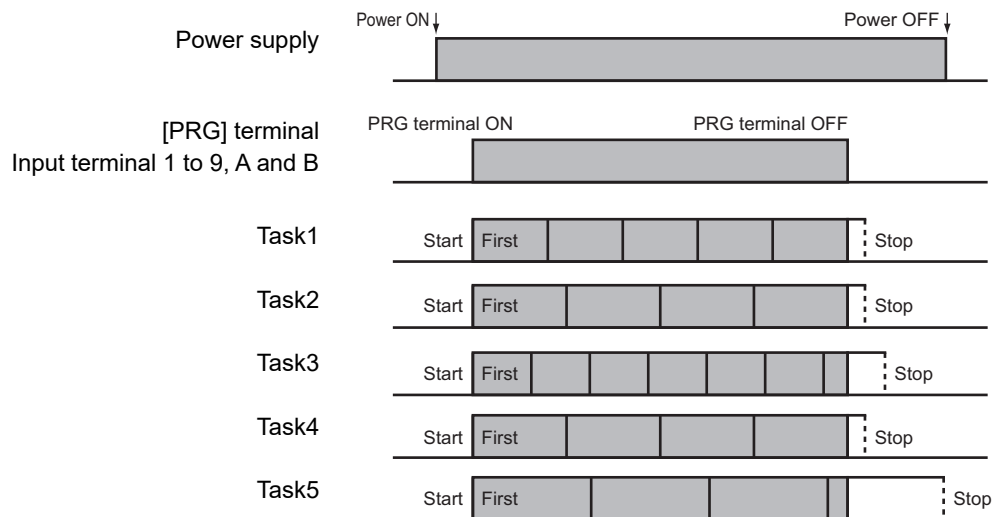 Power ON
Power OFF
Power supply
[PRG] terminal
Input terminal 1 to 9, A and B
PRG terminal ON
PRG terminal OFF
Task1
Start
First
Stop
Task2
Start
First
Stop
Task3
Start
First
Stop
Task4
Start
First
Stop
Task5
Start
First
Stop